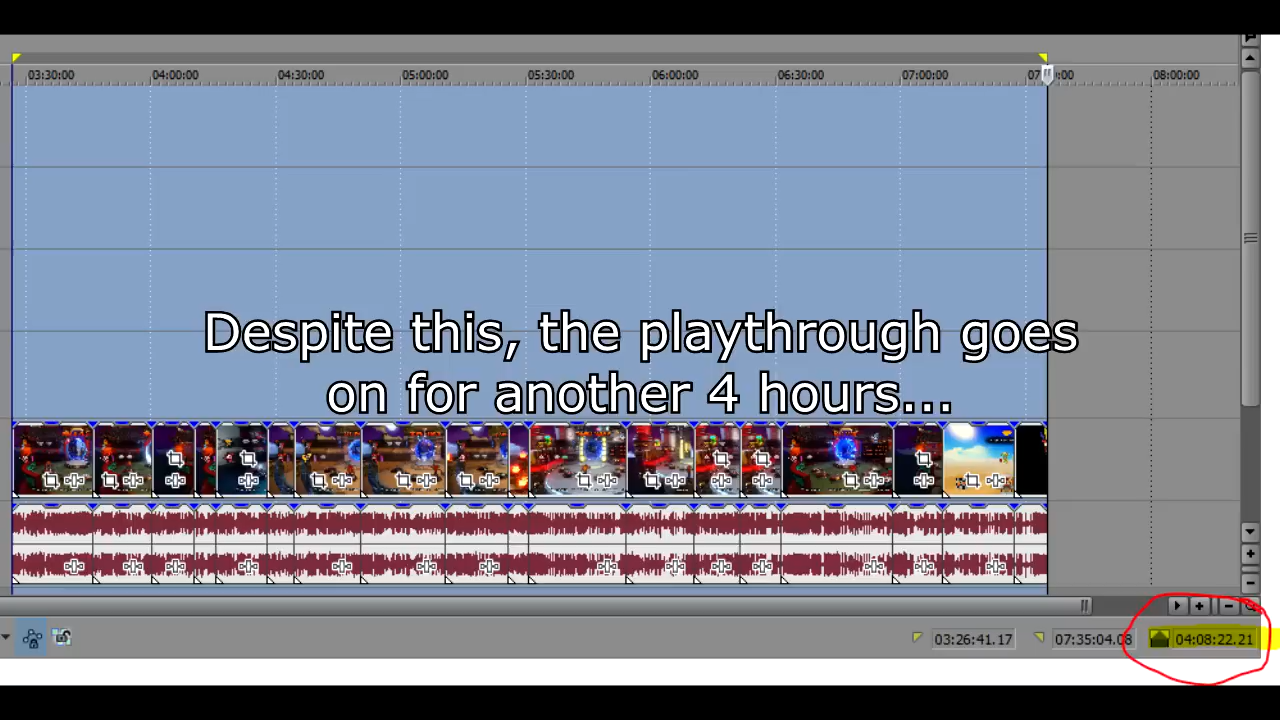 03:30:00 04:00:00 04:30:00 05:00:00 05:30:00 06:00:00 06:30:00 07:00:00 08:00:00
Despite this, the playthrough goes
on for another 4 hours...
03:26:41.17 07:35:04.08 04:08:22.21